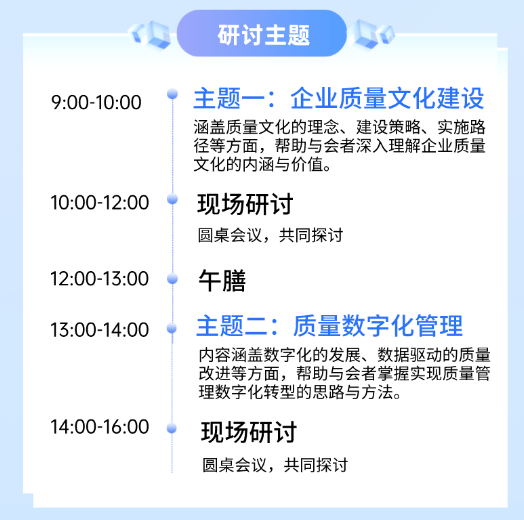 研讨主题
9:00-10:00
主题一：企业质量文化建设
涵盖质量文化的理念、建设策略、实施路
径等方面，帮助与会者深入理解企业质量
文化的内涵与价值。
10:00-12:00
现场研讨
圆桌会议，共同探讨
12:00-13:00
午膳
13:00-14:00
主题二：质量数字化管理
内容涵盖数字化的发展、数据驱动的质量
改进等方面，帮助与会者掌握实现质量管
理数字化转型的思路与方法。
14:00-16:00
现场研讨
圆桌会议，共同探讨